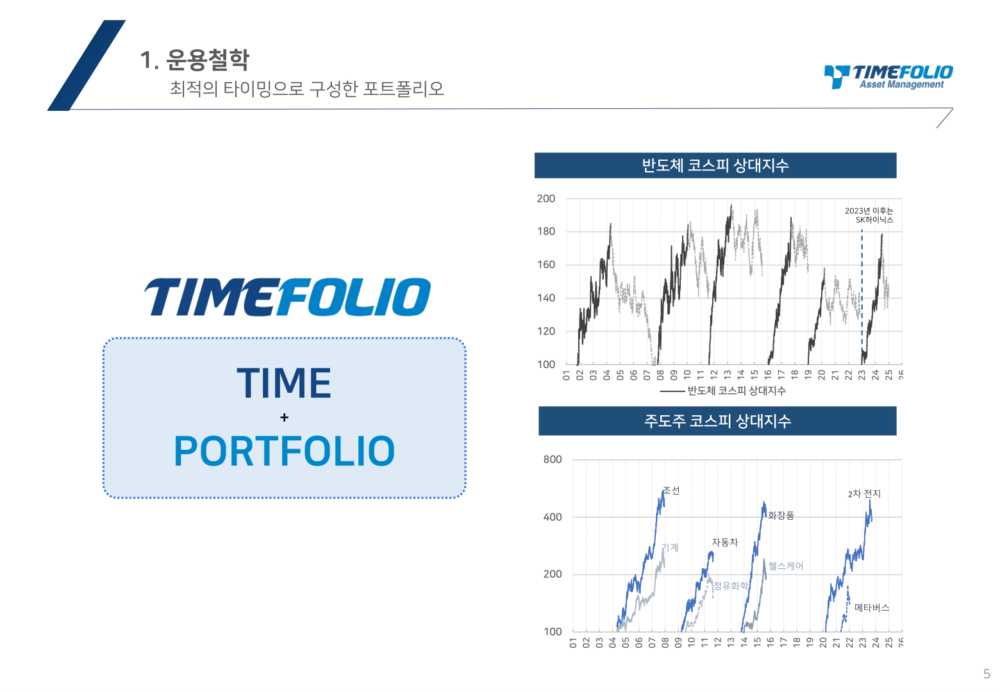 1. 운용철학
최적의 타이밍으로 구성한 포트폴리오
TIMEFOLIO
Asset Management
TIMEFOLIO
TIME
+
PORTFOLIO
반도체 코스피 상대지수
200
180
160
140
120
100
2023년 이후는
SK하이닉스
01 02 03 04 05 06 07 08 09 10 11 12 13 14 15 16 17 18 19 20 21 22 23 24 25 26
반도체 코스피 상대지수
주도주 코스피 상대지수
800
400
200
100
조선
기계
자동차
정유화학
화장품
헬스케어
2차 전지
메타버스
01 02 03 04 05 06 07 08 09 10 11 12 13 14 15 16 17 18 19 20 21 22 23 24 25 26
5